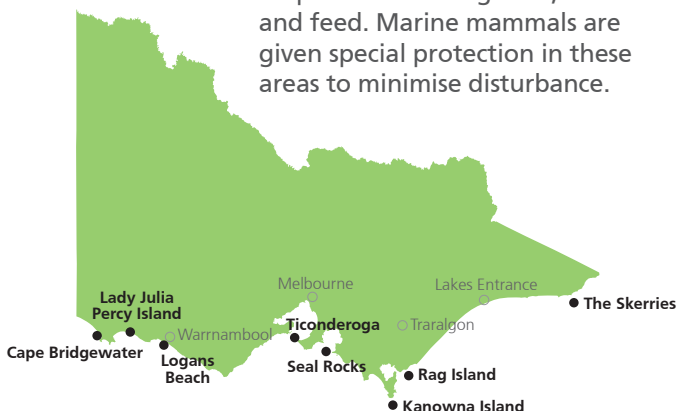 and feed. Marine mammals are
given special protection in these
areas to minimise disturbance.
Melbourne
Lakes Entrance
Lady Julia
Percy Island
The Skerries
Ticonderoga
Traralgon
Warrnambool
Cape Bridgewater
Logans
Beach
Seal Rocks
Rag Island
Kanowna Island